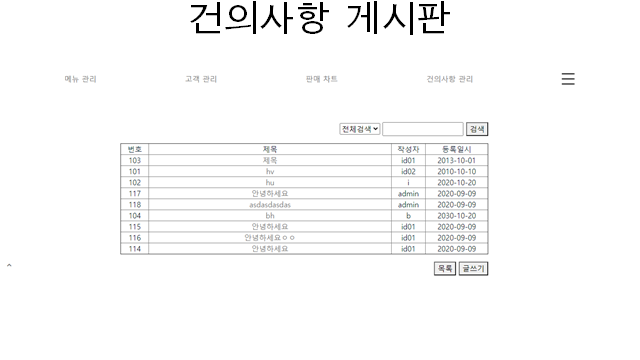 건의사항 게시판
메뉴 관리 고객 관리 판매 차트 건의사항 관리
전체검색 검색
번호 제목 작성자 등록일시
103 제목 id01 2013-10-01
101 hv id02 2010-10-10
102 hu i 2020-10-20
117 안녕하세요 admin 2020-09-09
118 asdasdasdas admin 2020-09-09
104 bh b 2030-10-20
115 안녕하세요 id01 2020-09-09
116 안녕하세요ㅇㅇ id01 2020-09-09
114 안녕하세요 id01 2020-09-09
목록 글쓰기